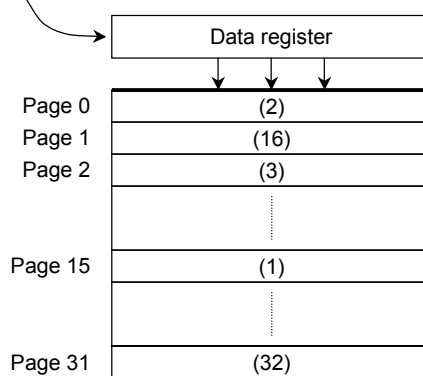 Data register
Page 0 (2)
Page 1 (16)
Page 2 (3)
Page 15 (1)
Page 31 (32)